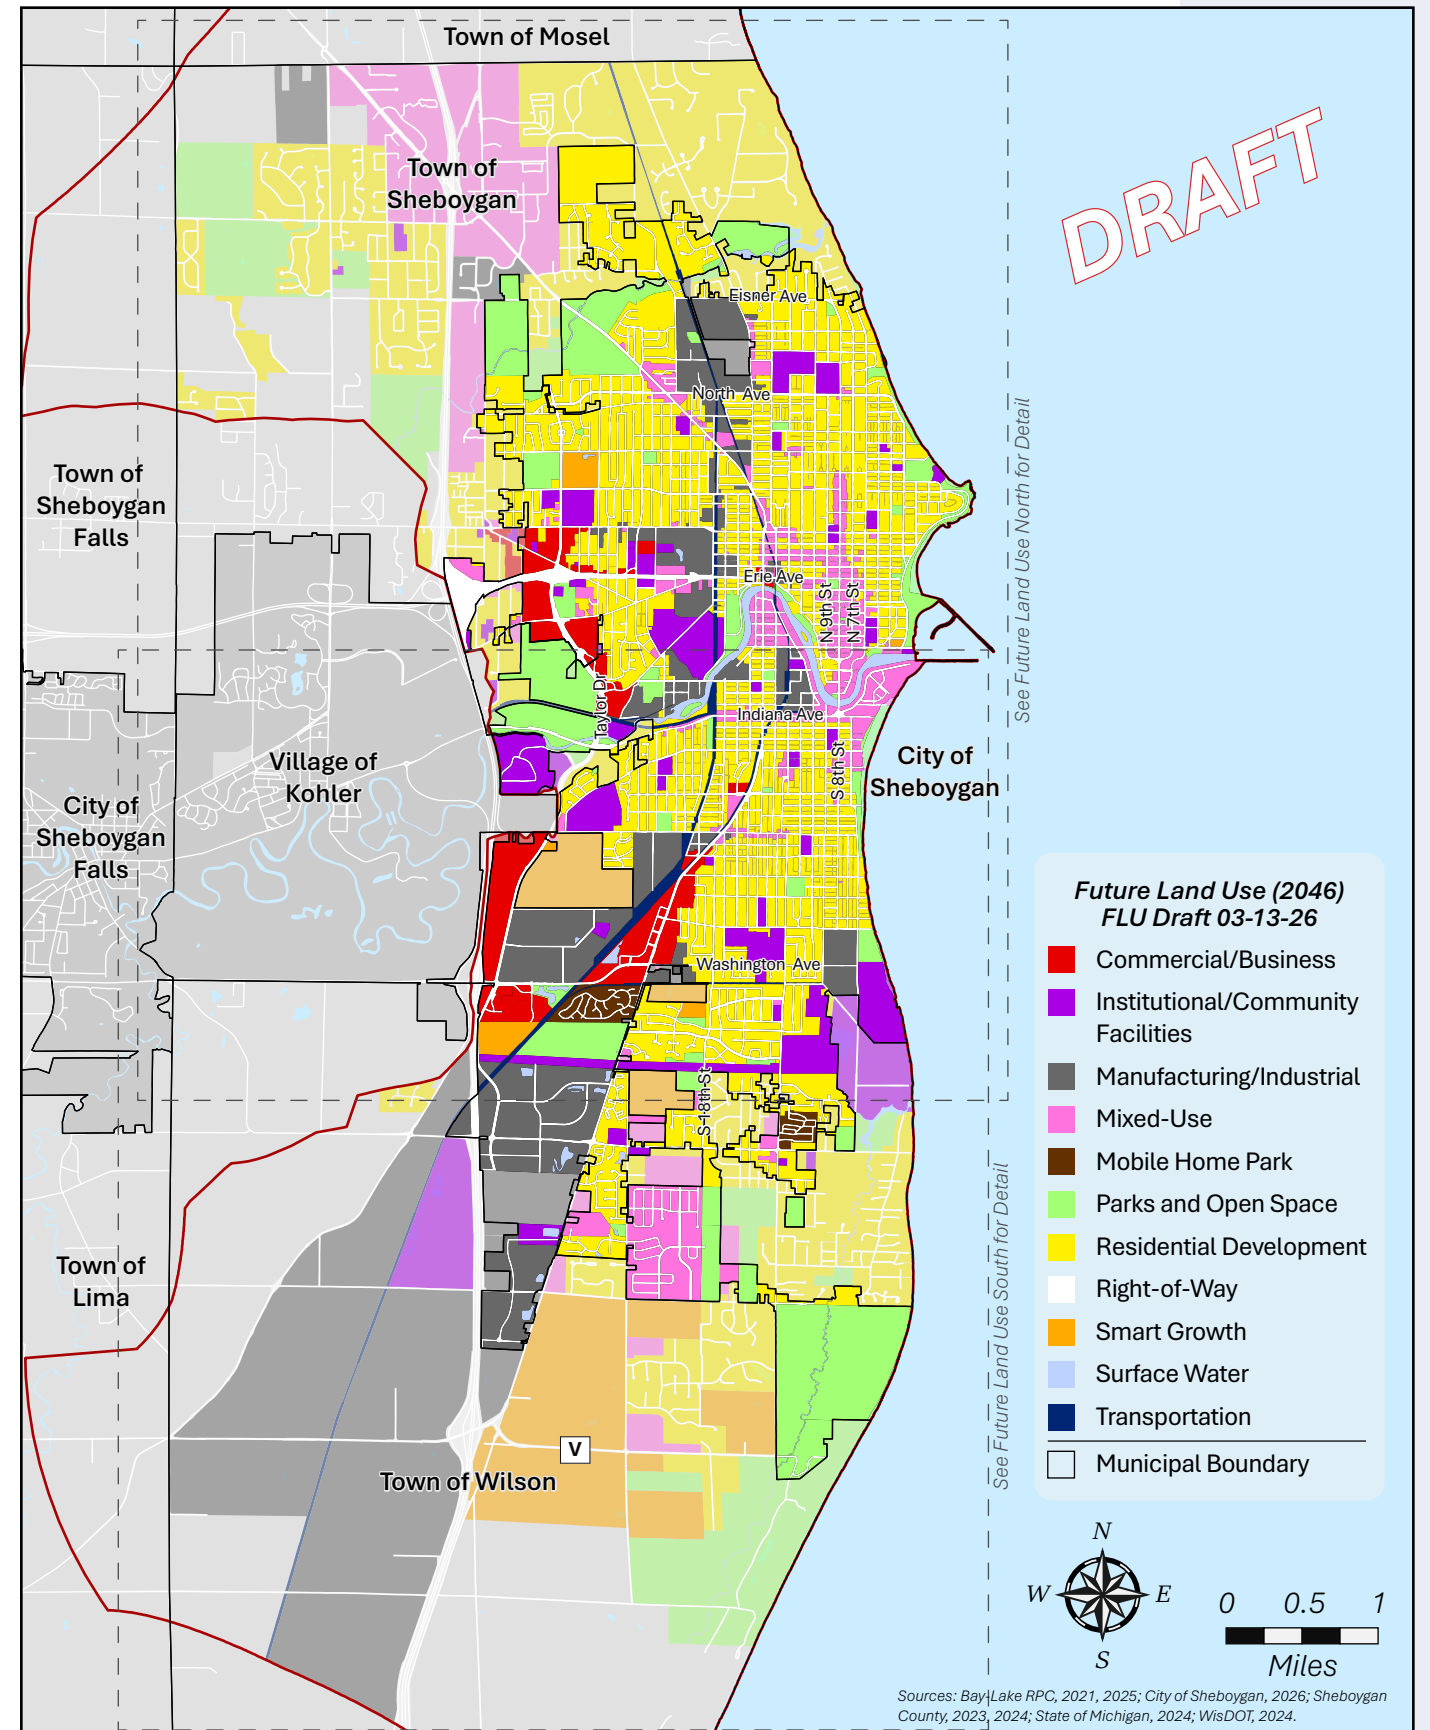 Town of Mosel
Town of
Sheboygan
DRAFT
Eisner Ave
North Ave
See Future Land Use North for Detail
Town of
Sheboygan
Falls
Erie Ave
N 9th St
N 7th St
Taylor Dr
Indiana Ave
S 8th St
City of
Sheboygan
Village of
Kohler
City of
Sheboygan
Falls
Washington Ave
S 18th St
See Future Land Use South for Detail
Town of
Lima
V
Town of Wilson
Future Land Use (2046)
FLU Draft 03-13-26
Commercial/Business
Institutional/Community
Facilities
Manufacturing/Industrial
Mixed-Use
Mobile Home Park
Parks and Open Space
Residential Development
Right-of-Way
Smart Growth
Surface Water
Transportation
Municipal Boundary
N
W E
S
0 0.5 1
Miles
Sources: Bay-Lake RPC, 2021, 2025; City of Sheboygan, 2026; Sheboygan
County, 2023, 2024; State of Michigan, 2024; WisDOT, 2024.